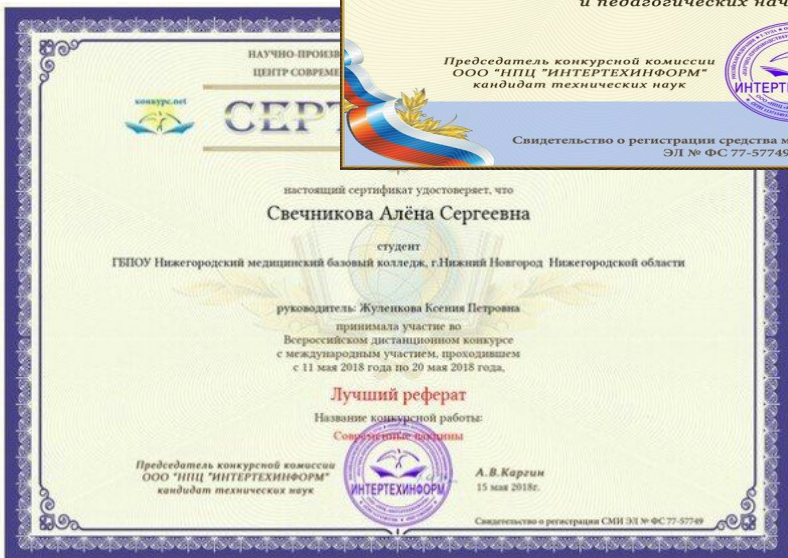 и педагогических нач
Председатель конкурсной комиссии
ООО "НПЦ "ИНТЕРТЕХИНФОРМ"
кандидат технических наук
ИНТЕРТЕ
Свидетельство о регистрации средства м
ЭЛ № ФС 77-57749
НАУЧНО-ПРОИЗВ
ЦЕНТР СОВРЕМЕ
конкурс.net
СЕРТ
настоящий сертификат удостоверяет, что
Свечникова Алёна Сергеевна
студент
ГБПОУ Нижегородский медицинский базовый колледж, г.Нижний Новгород Нижегородской области
руководитель: Жуленкова Ксения Петровна
принимала участие во
Всероссийском дистанционном конкурсе
с международным участием, проходившем
с 11 мая 2018 года по 20 мая 2018 года,
Лучший реферат
Название конкурсной работы:
Современные вакцины
Председатель конкурсной комиссии
ООО "НПЦ "ИНТЕРТЕХИНФОРМ"
кандидат технических наук
ИНТЕРТЕХИНФОРМ
А.В.Каргин
15 мая 2018г.
Свидетельство о регистрации СМИ ЭЛ № ФС 77-57749